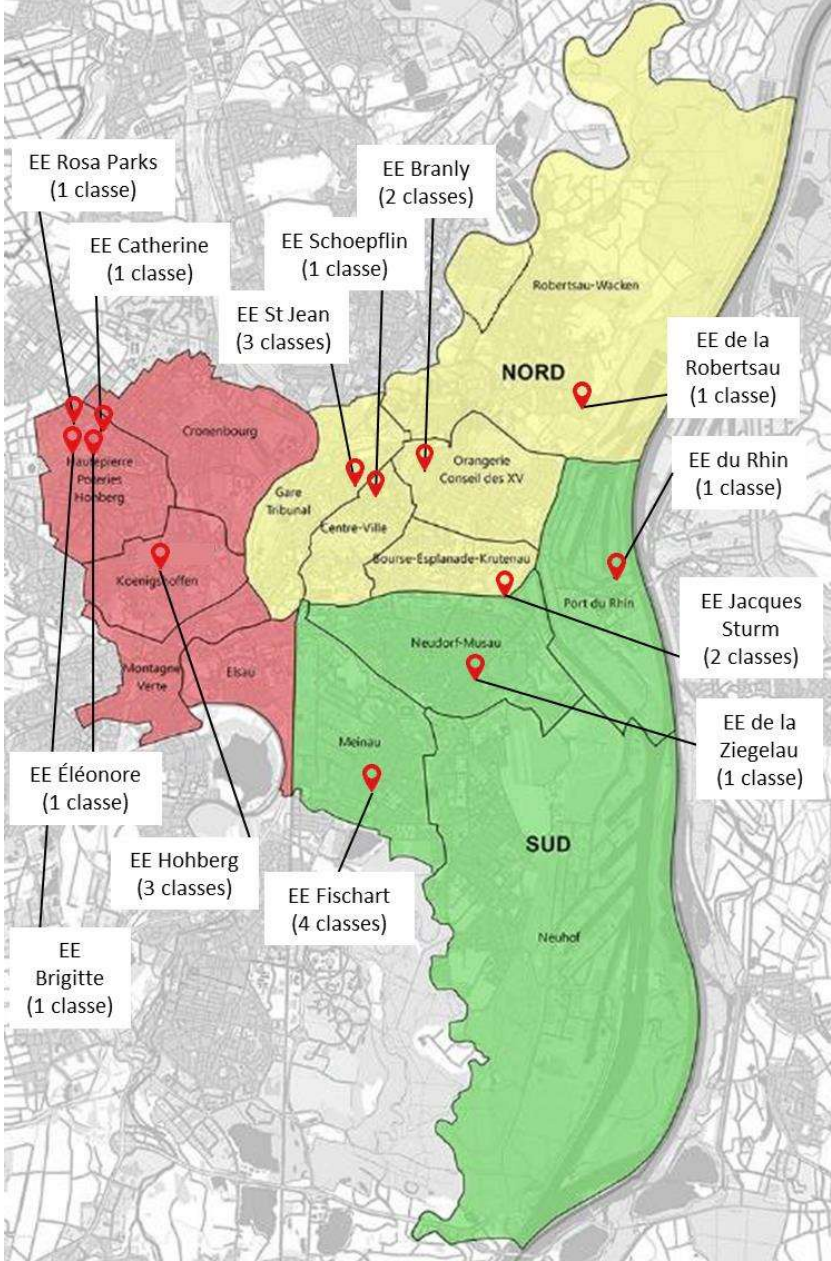 EE Rosa Parks
(1 classe)
EE Catherine
(1 classe)
EE Branly
(2 classes)
EE Schoepflin
(1 classe)
EE St Jean
(3 classes)
Robertsau-Wacken
NORD
EE de la
Robertsau
(1 classe)
Cronenbourg
Hautepierre
Poteries
Hohberg
Orangerie
Conseil des XV
EE du Rhin
(1 classe)
Gare
Tribunal
Centre-Ville
Bourse-Esplanade-Krutenau
Koenigshoffen
Port du Rhin
EE Jacques
Sturm
(2 classes)
Neudorf-Musau
Montagne
Verte
Elsau
EE de la
Ziegelau
(1 classe)
Meinau
EE Éléonore
(1 classe)
EE Hohberg
(3 classes)
SUD
EE Fischart
(4 classes)
Neuhof
EE
Brigitte
(1 classe)